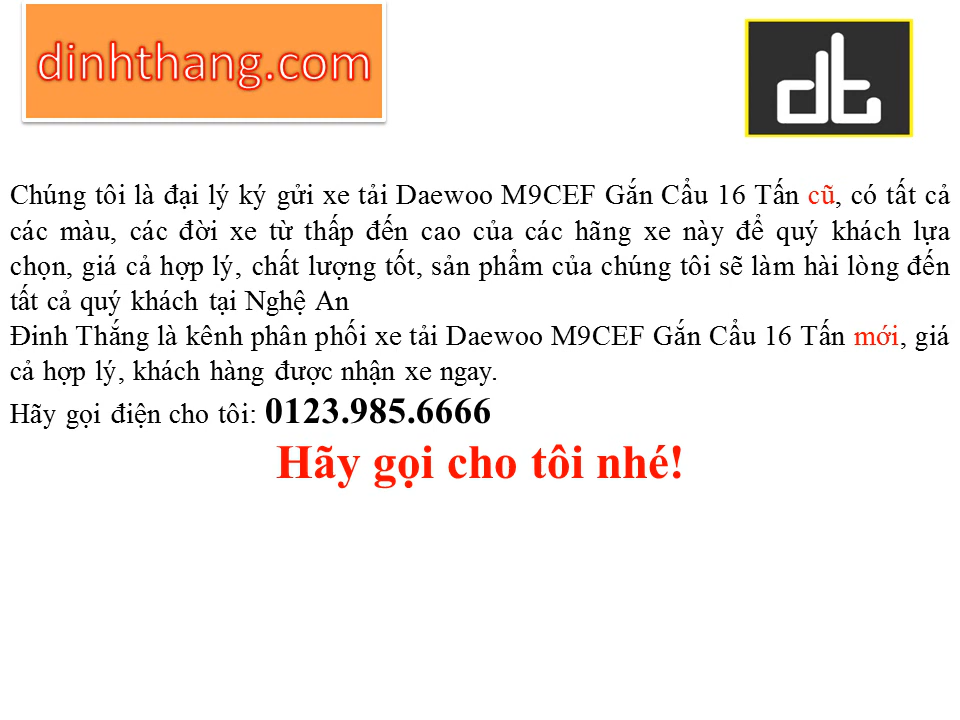 dinhthang.com
dt
Chúng tôi là đại lý ký gửi xe tải Daewoo M9CEF Gắn Cẩu 16 Tấn cũ, có tất cả
các màu, các đời xe từ thấp đến cao của các hãng xe này để quý khách lựa
chọn, giá cả hợp lý, chất lượng tốt, sản phẩm của chúng tôi sẽ làm hài lòng đến
tất cả quý khách tại Nghệ An
Đinh Thắng là kênh phân phối xe tải Daewoo M9CEF Gắn Cẩu 16 Tấn mới, giá
cả hợp lý, khách hàng được nhận xe ngay.
Hãy gọi điện cho tôi: 0123.985.6666
Hãy gọi cho tôi nhé!